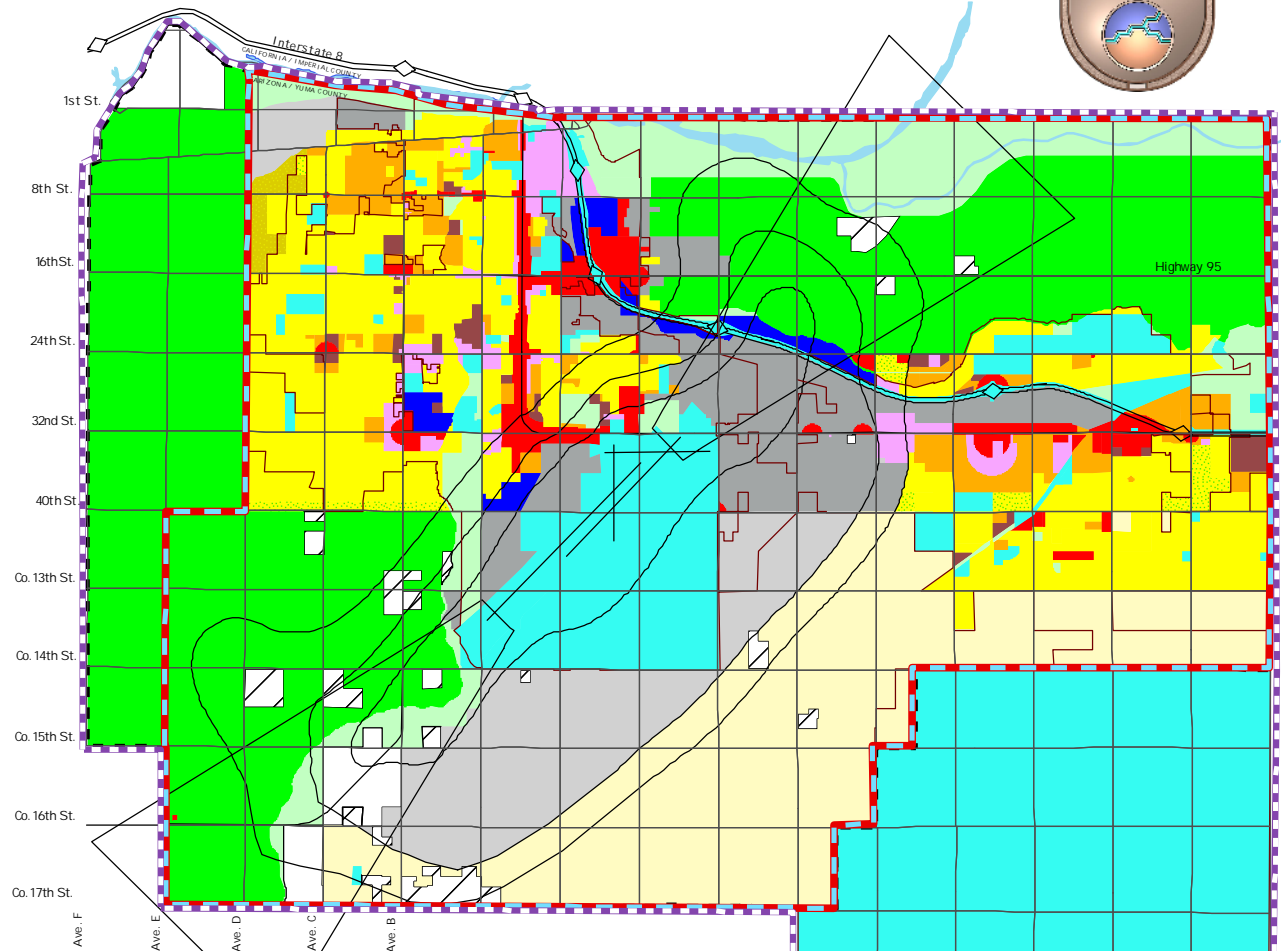 Interstate 8
CALIFORNIA / IMPERIAL COUNTY
ARIZONA / YUMA COUNTY
1st St.
8th St.
16th St.
Highway 95
24th St.
32nd St.
40th St.
Co. 13th St.
Co. 14th St.
Co. 15th St.
Co. 16th St.
Co. 17th St.
Ave. F
Ave. E
Ave. D
Ave. C
Ave. B